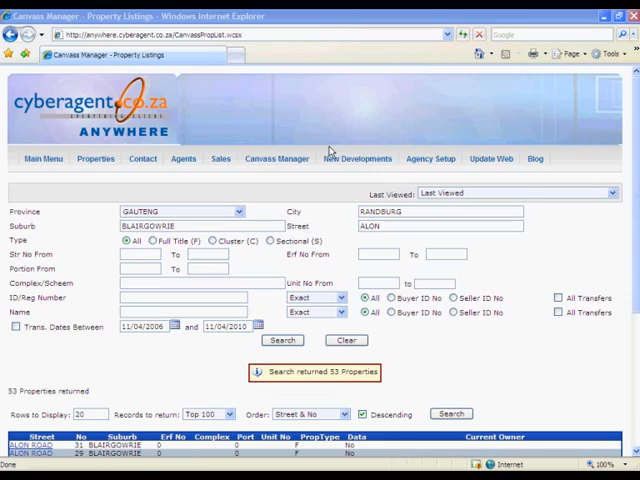 Canvass Manager - Property Listings - Windows Internet Explorer
http://anywhere.cyberagent.co.za/CanvassPropList.wcsx
Google
Canvass Manager - Property Listings
Page
Tools
cyberagent.co.za
ANYWHERE
Main Menu Properties Contact Agents Sales Canvass Manager New Developments Agency Setup Update Web Blog
Last Viewed: Last Viewed
Province GAUTENG City RANDBURG
Suburb BLAIRGOWRIE Street ALON
Type All Full Title (F) Cluster (C) Sectional (S)
Str No From To Erf No From To
Portion From To
Complex/Scheem Unit No From to
ID/Reg Number Exact All Buyer ID No Seller ID No All Transfers
Name Exact All Buyer ID No Seller ID No All Transfers
Trans. Dates Between 11/04/2006 and 11/04/2010
Search Clear
Search returned 53 Properties
53 Properties returned
Rows to Display: 20 Records to return: Top 100 Order: Street & No Descending Search
Street No Suburb Erf No Complex Port Unit No PropType Data Current Owner
ALON ROAD 31 BLAIRGOWRIE 0 0 F No
ALON ROAD 29 BLAIRGOWRIE 0 0 F No
Done Internet 100%